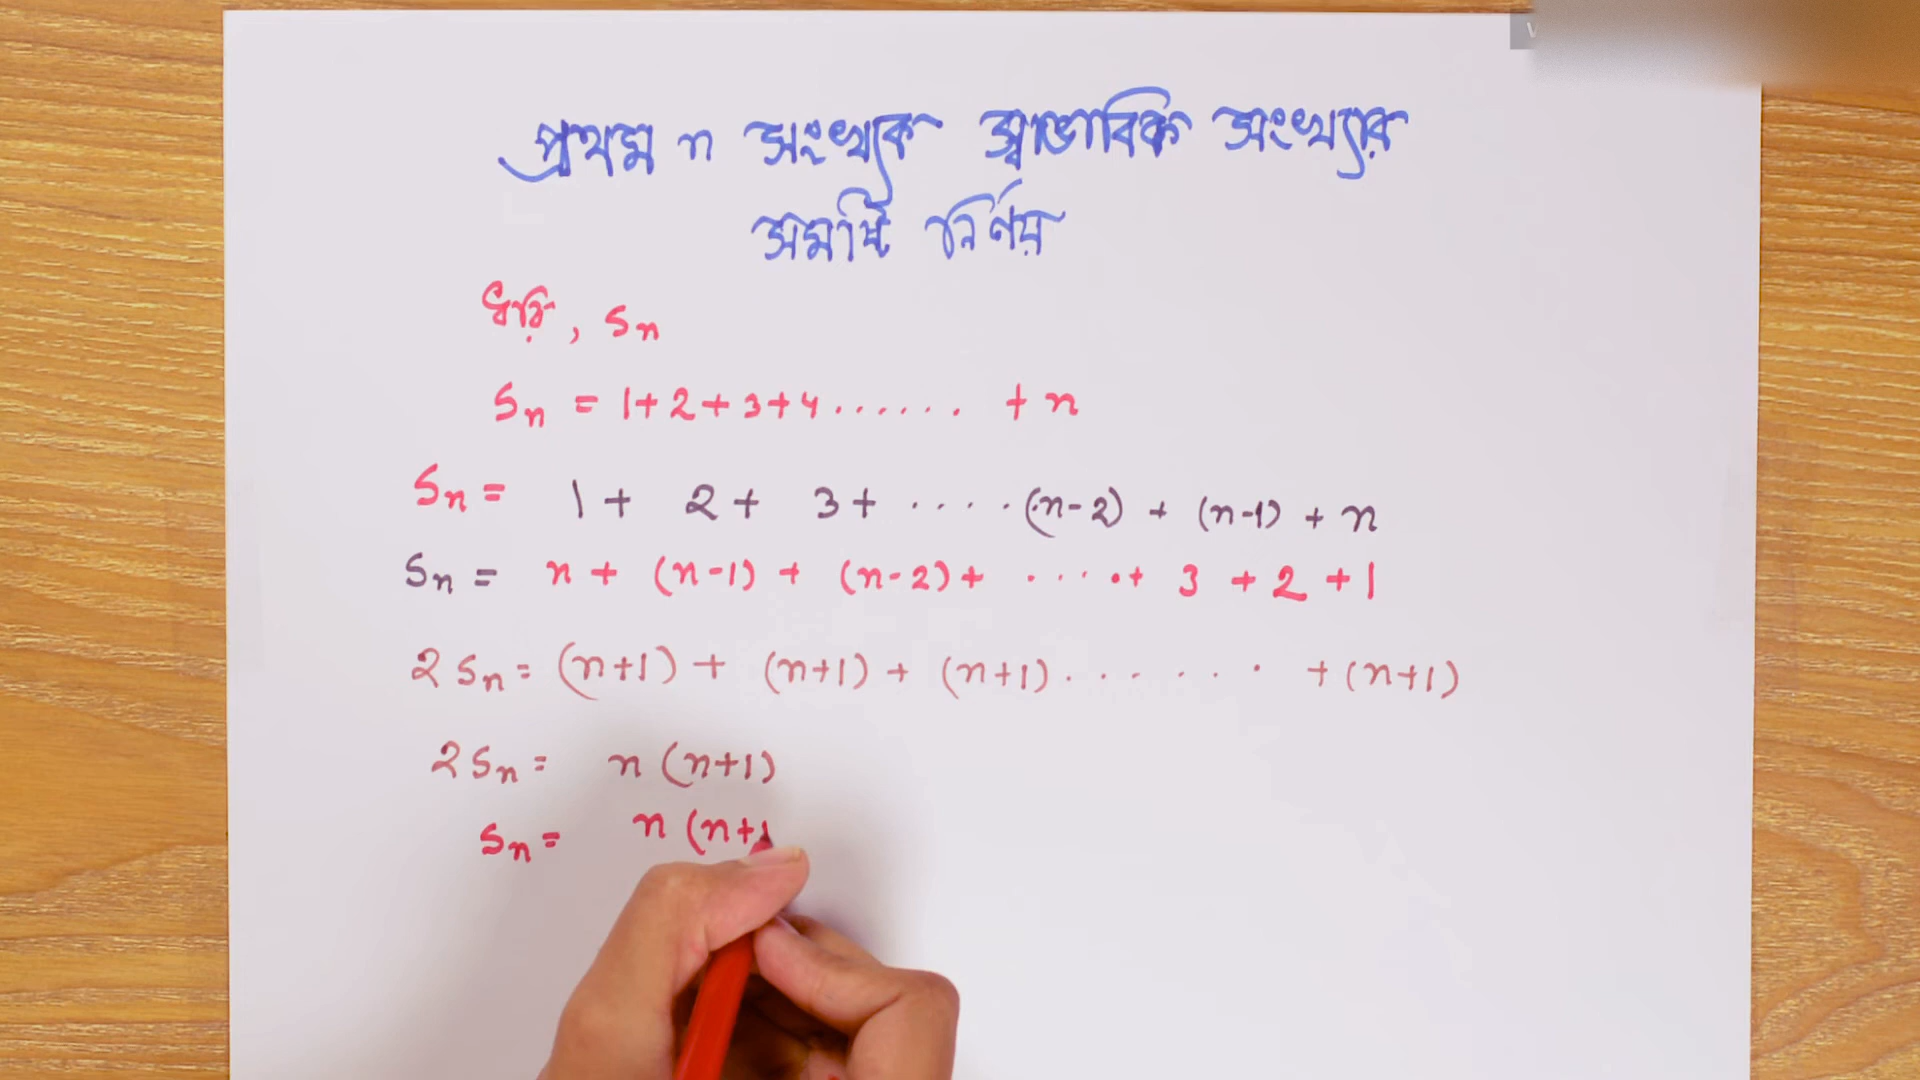 প্রথম n সংখ্যক স্বাভাবিক সংখ্যার
সমষ্টি নির্ণয়
ধরি, Sn
Sn = 1+2+3+4...... +n
Sn = 1+ 2+ 3+ ....(n-2) + (n-1) + n
Sn = n+ (n-1) + (n-2)+ ....+ 3 +2 +1
2Sn = (n+1)+ (n+1) + (n+1)...... +(n+1)
2Sn = n(n+1)
Sn = n(n+1